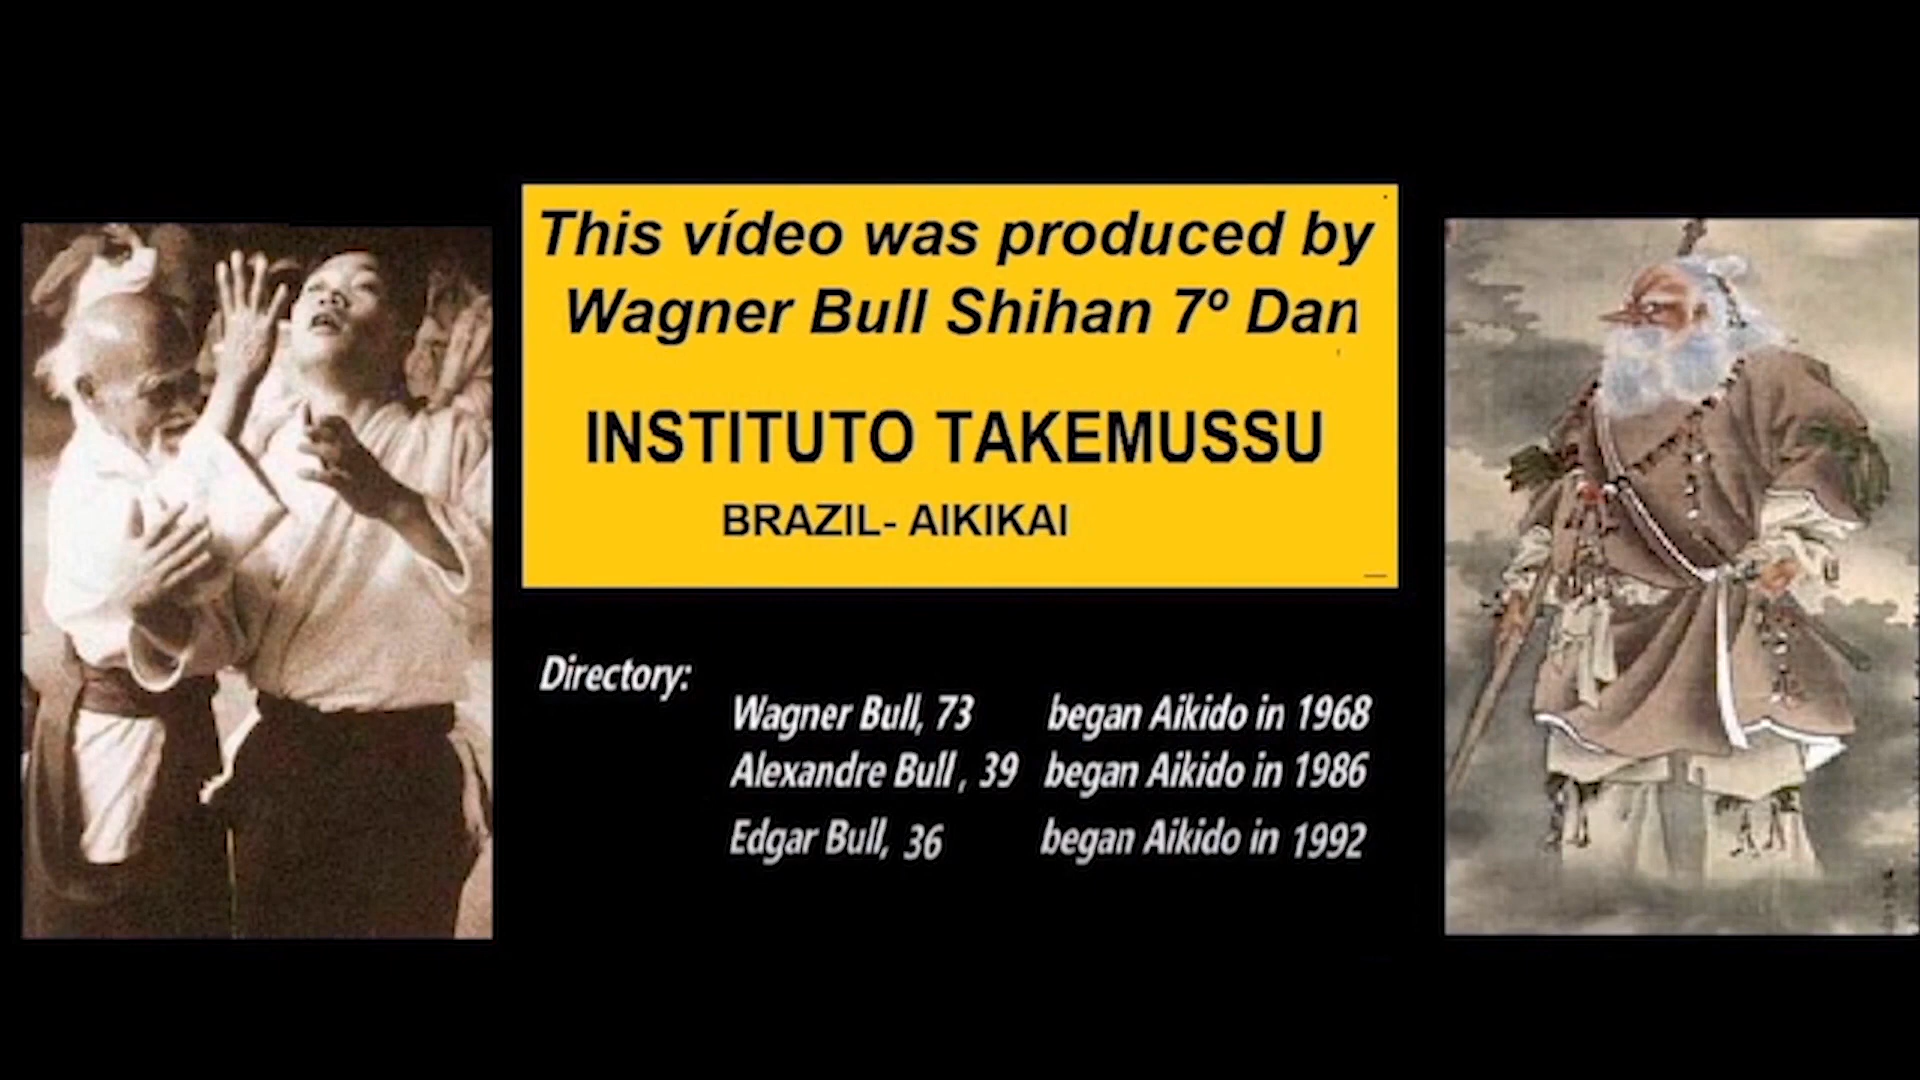 This vídeo was produced by
Wagner Bull Shihan 7º Dan
INSTITUTO TAKEMUSSU
BRAZIL- AIKIKAI
Directory:
Wagner Bull, 73 began Aikido in 1968
Alexandre Bull, 39 began Aikido in 1986
Edgar Bull, 36 began Aikido in 1992